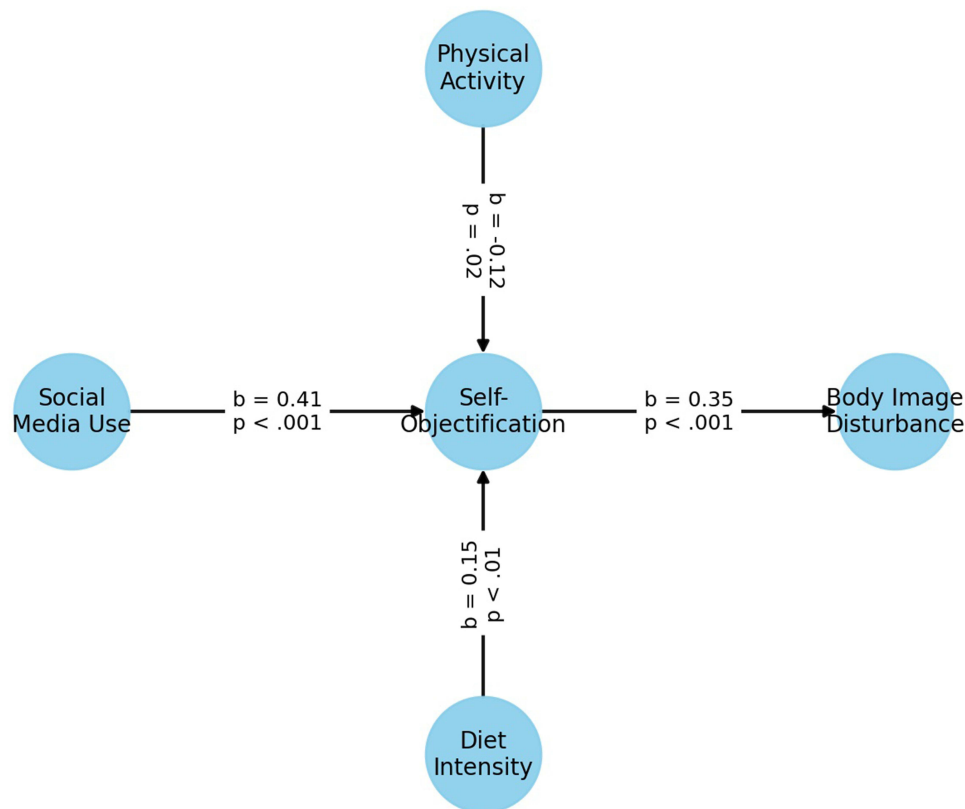 Physical
Activity
b = -0.12
p = .02
Social
Media Use
b = 0.41
p < .001
Self-
Objectification
b = 0.35
p < .001
Body Image
Disturbance
b = 0.15
p < .01
Diet
Intensity